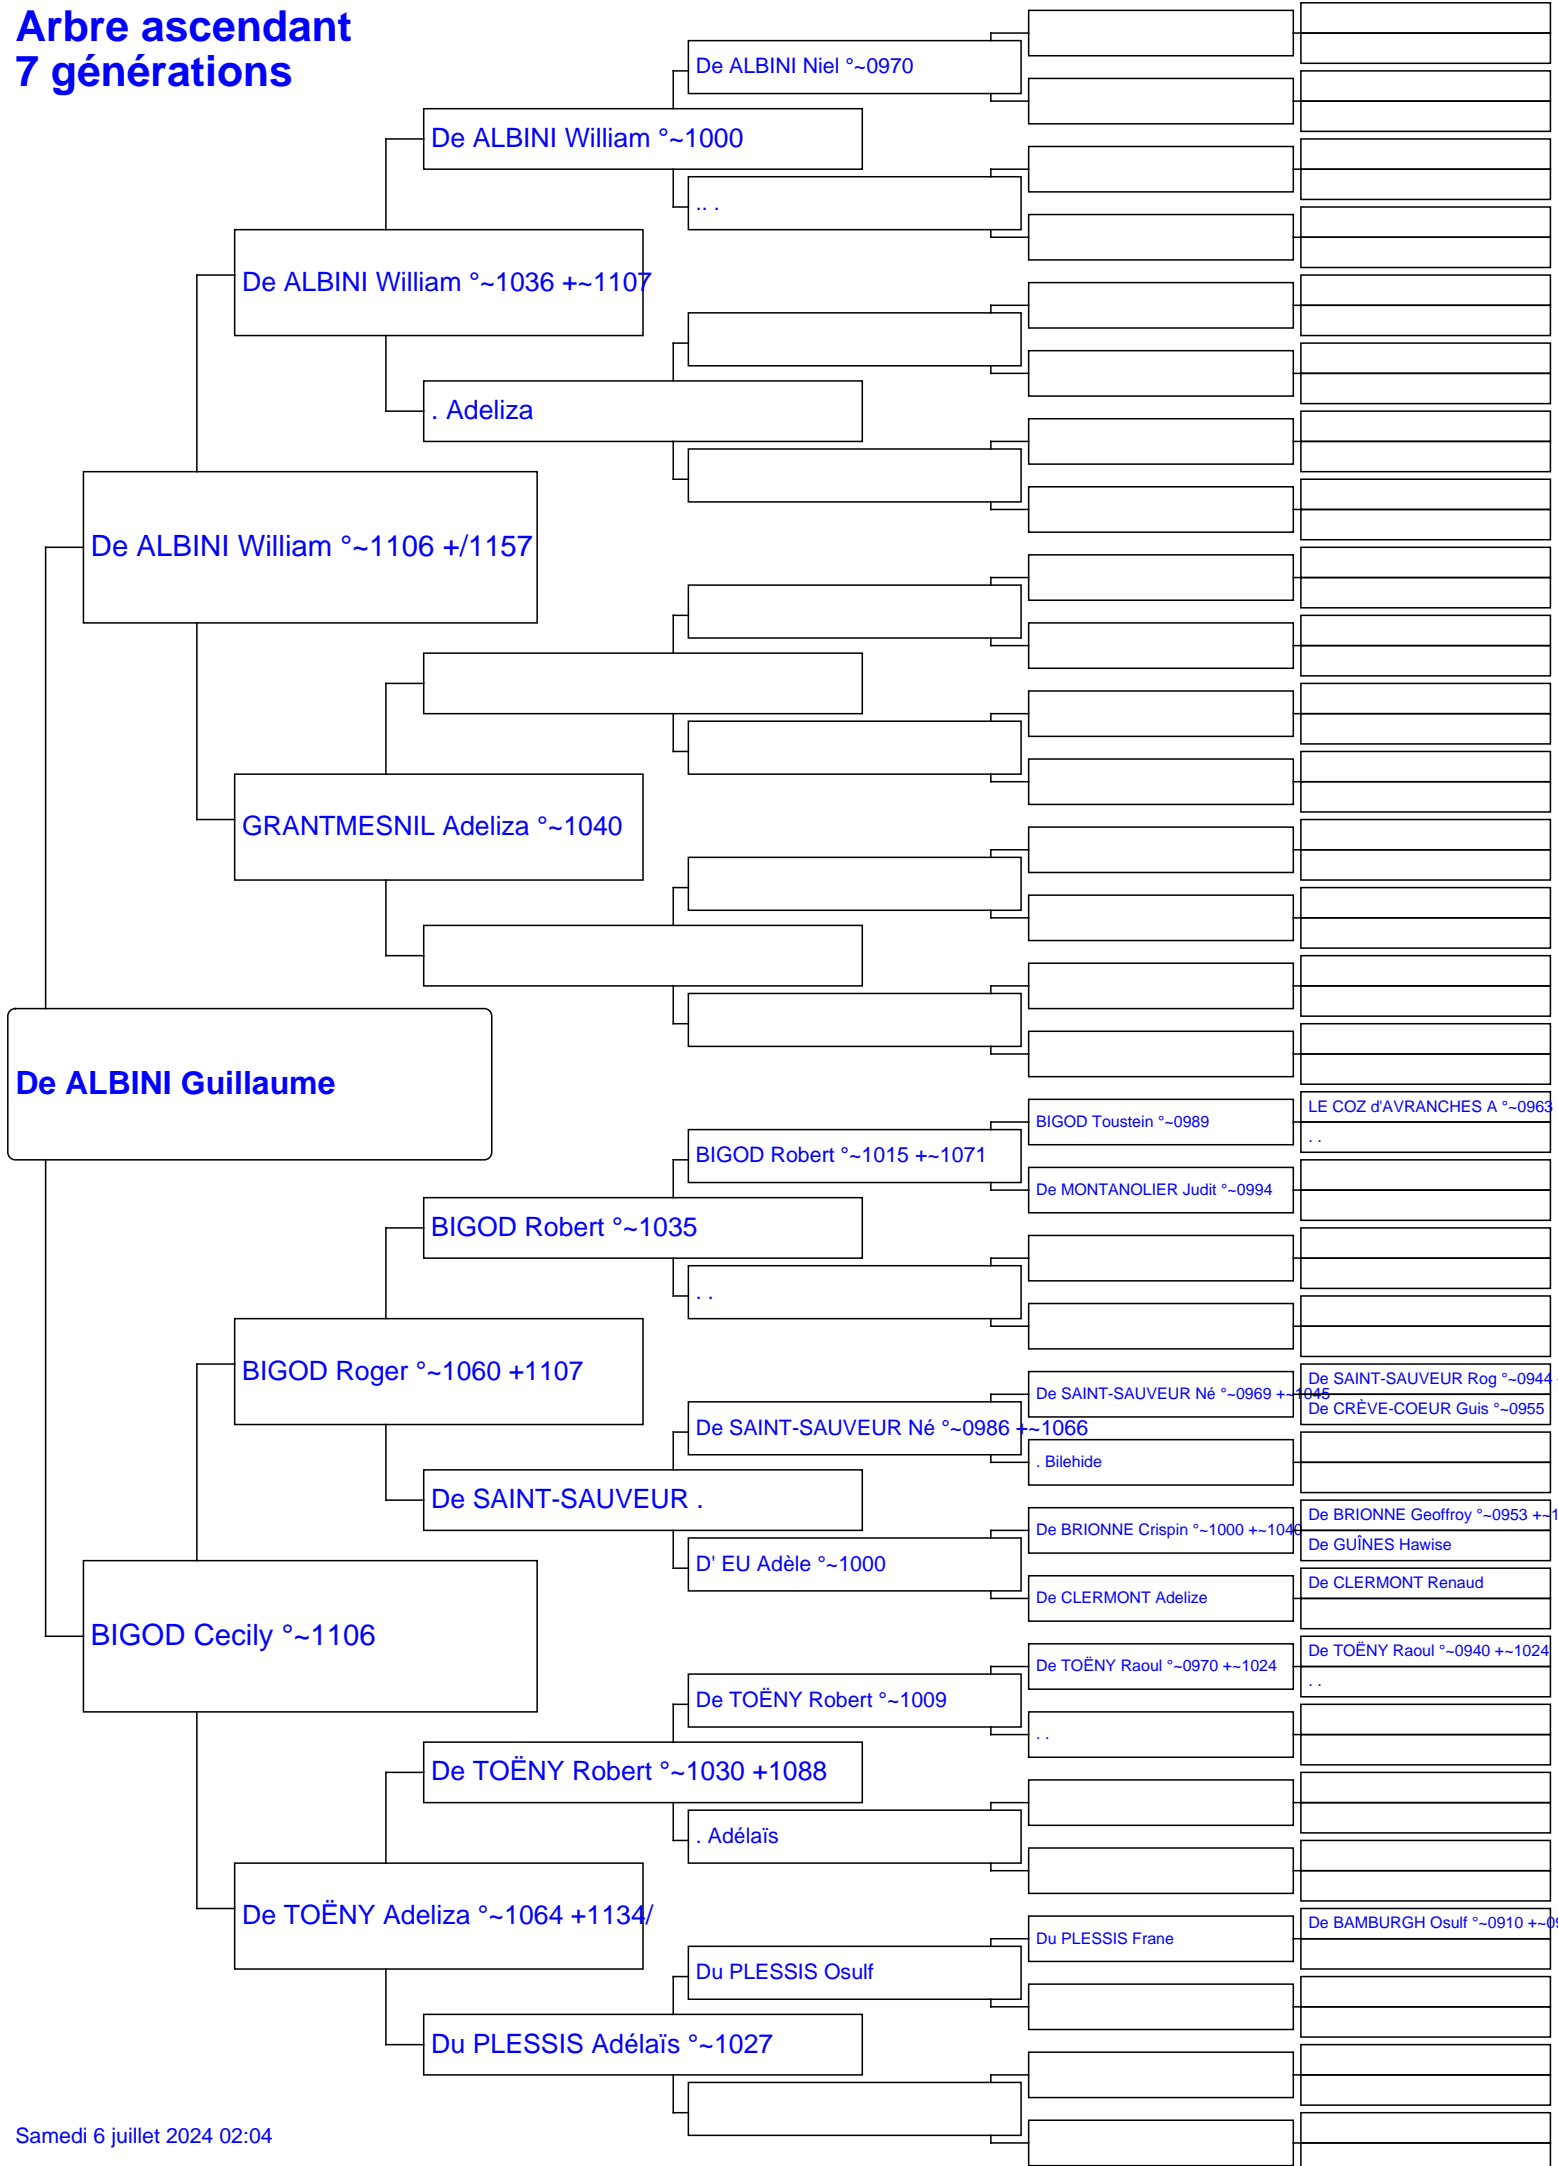 Arbre ascendant
7 générations
De ALBINI Niel °~0970
De ALBINI William °~1000
.. .
De ALBINI William °~1036 +~1107
. Adeliza
De ALBINI William °~1106 +/1157
GRANTMESNIL Adeliza °~1040
De ALBINI Guillaume
LE COZ d'AVRANCHES A °~0963
BIGOD Toustein °~0989
. .
BIGOD Robert °~1015 +~1071
De MONTANOLIER Judit °~0994
BIGOD Robert °~1035
. .
BIGOD Roger °~1060 +1107
De SAINT-SAUVEUR Rog °~0944
De SAINT-SAUVEUR Né °~0969 +~1045
De CRÈVE-COEUR Guis °~0955
De SAINT-SAUVEUR Né °~0986 +~1066
. Bilehide
De SAINT-SAUVEUR .
De BRIONNE Geoffroy °~0953 +~1
De BRIONNE Crispin °~1000 +~1040
De GUÎNES Hawise
D' EU Adèle °~1000
De CLERMONT Renaud
De CLERMONT Adelize
BIGOD Cecily °~1106
De TOËNY Raoul °~0940 +~1024
De TOËNY Raoul °~0970 +~1024
. .
De TOËNY Robert °~1009
. .
De TOËNY Robert °~1030 +1088
. Adélaïs
De TOËNY Adeliza °~1064 +1134/
De BAMBURGH Osulf °~0910 +~09
Du PLESSIS Frane
Du PLESSIS Osulf
Du PLESSIS Adélaïs °~1027
Samedi 6 juillet 2024 02:04